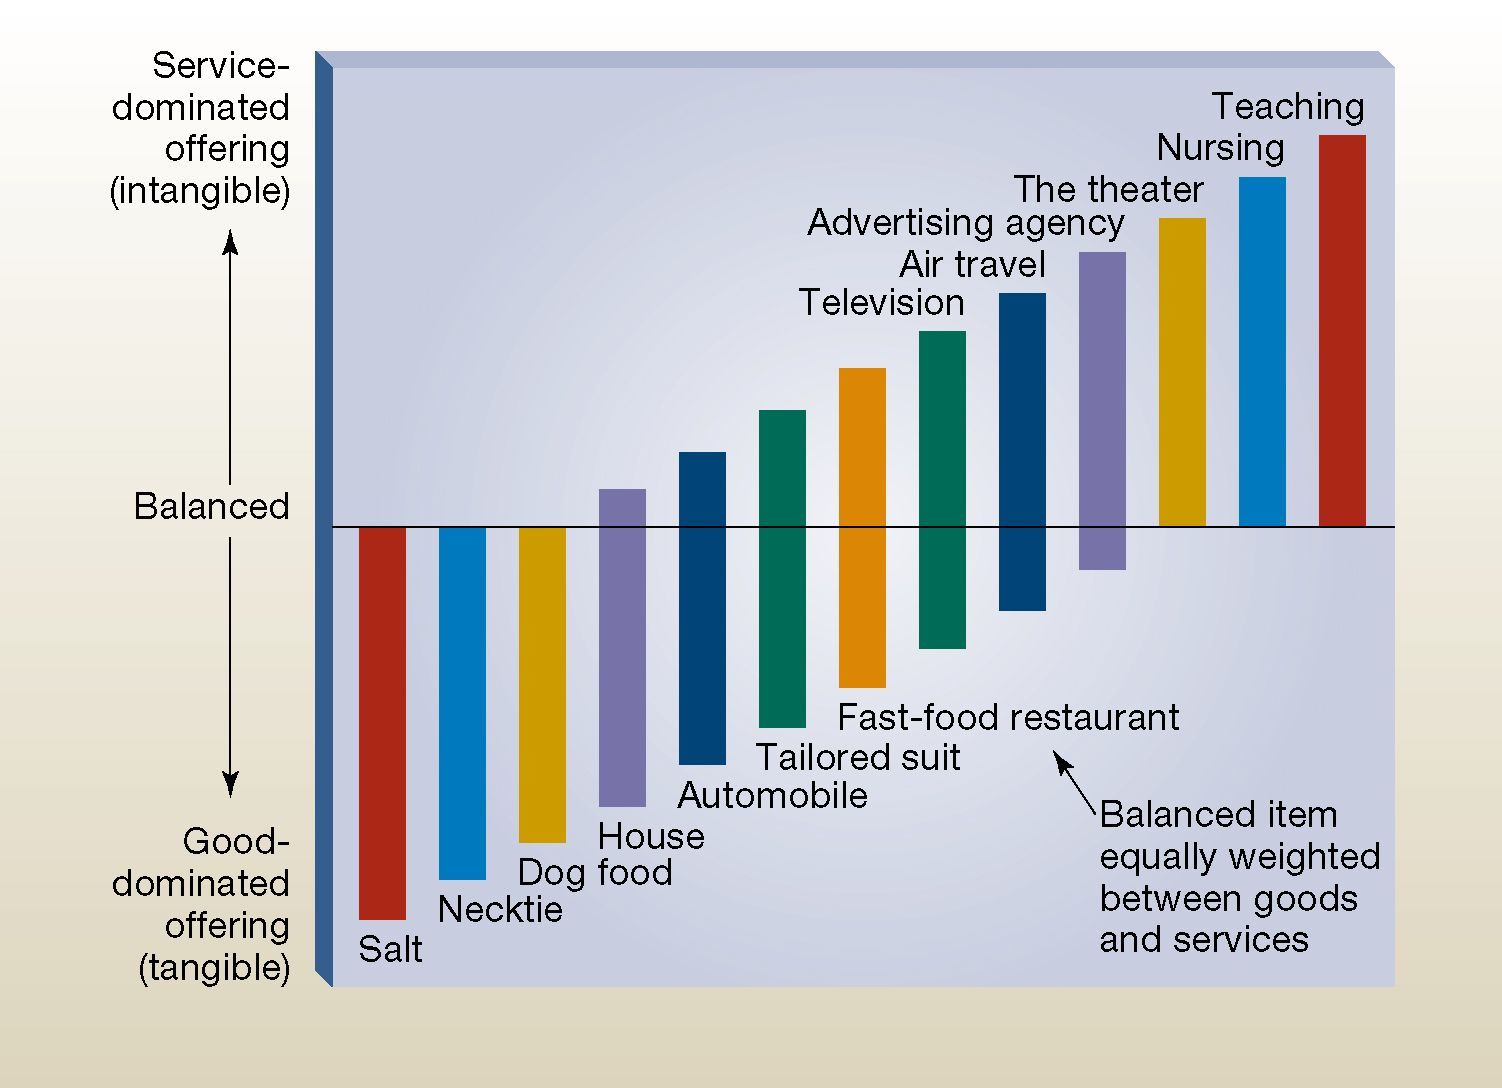 Service-
dominated
offering
(intangible)
Balanced
Good-
dominated
offering
(tangible)
Teaching
Nursing
The theater
Advertising agency
Air travel
Television
Fast-food restaurant
Tailored suit
Automobile
House
Dog food
Necktie
Salt
Balanced item
equally weighted
between goods
and services